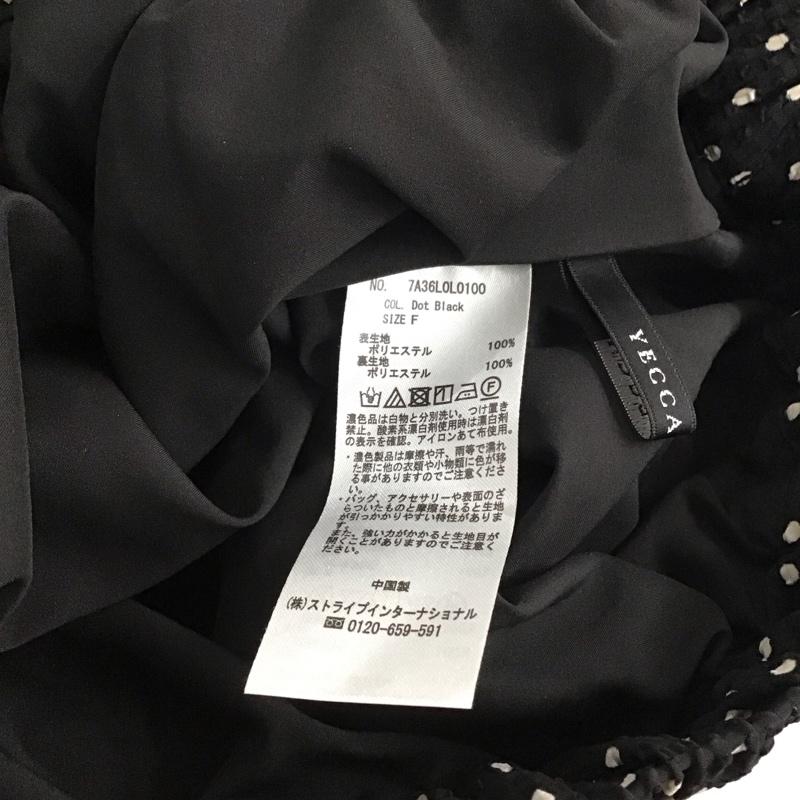 NO. 7A36L0L0100
COL. Dot Black
SIZE F
表生地
ポリエステル 100%
裏生地
ポリエステル 100%
濃色品は白物と分別洗い。つけ置き
禁止。酸素系漂白剤使用時は漂白剤
の表示を確認。アイロンあて布使用。
・濃色製品は摩擦や汗、雨等で濡れ
た際に他の衣類や小物類に色が移
る事がありますのでご注意くださ
い。
・バッグ、アクセサリーや表面のざ
らついたものと摩擦されると生地
が引っかかりやすい特性がありま
す。
また、強い力がかかると生地目が
開くことがありますのでご注意く
ださい。
中国製
(株)ストライプインターナショナル
0120-659-591
YECCA